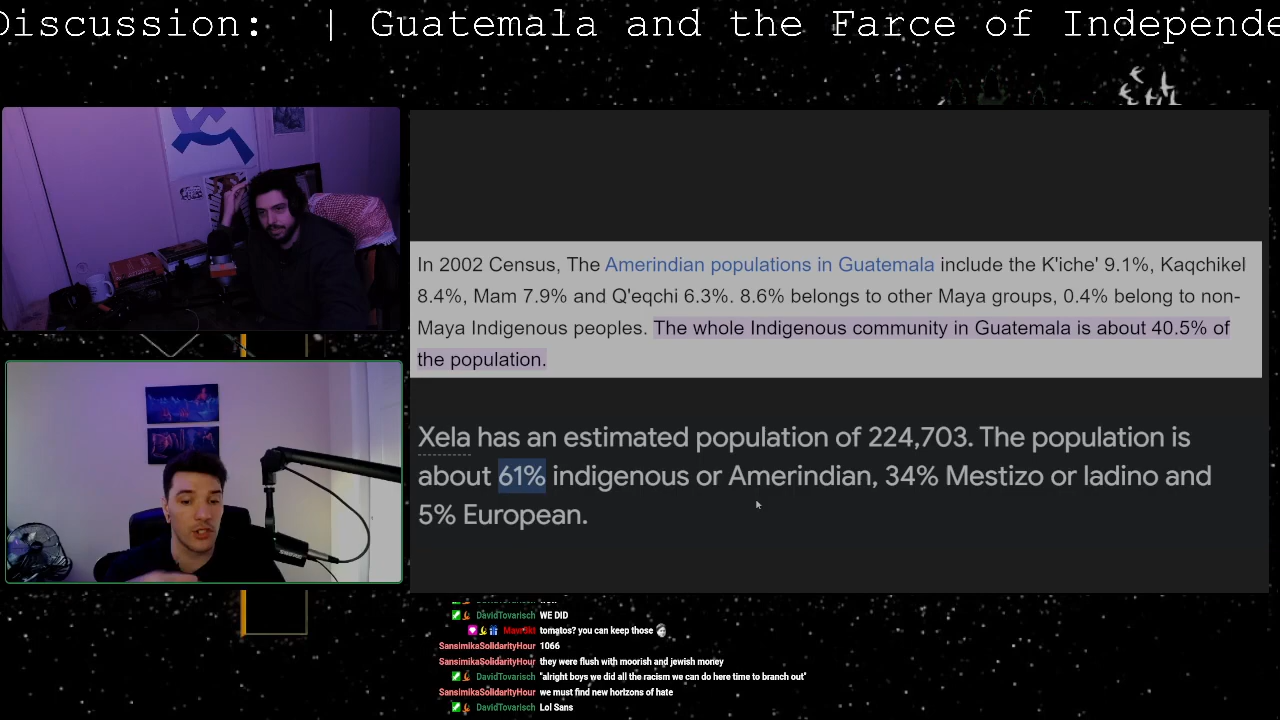 Discussion:  | Guatemala and the Farce of Independe
In 2002 Census, The Amerindian populations in Guatemala include the K'iche' 9.1%, Kaqchikel
8.4%, Mam 7.9% and Q'eqchi 6.3%. 8.6% belongs to other Maya groups, 0.4% belong to non-
Maya Indigenous peoples. The whole Indigenous community in Guatemala is about 40.5% of
the population.
Xela has an estimated population of 224,703. The population is
about 61% indigenous or Amerindian, 34% Mestizo or ladino and
5% European.
DavidTovarisch WE DID
tomatos? you can keep those
SansimikaSolidarityHour 1066
SansimikaSolidarityHour they were flush with moorish and jewish money
DavidTovarisch "alright boys we did all the racism we can do here time to branch out"
SansimikaSolidarityHour we must find new horizons of hate
DavidTovarisch Lol Sans